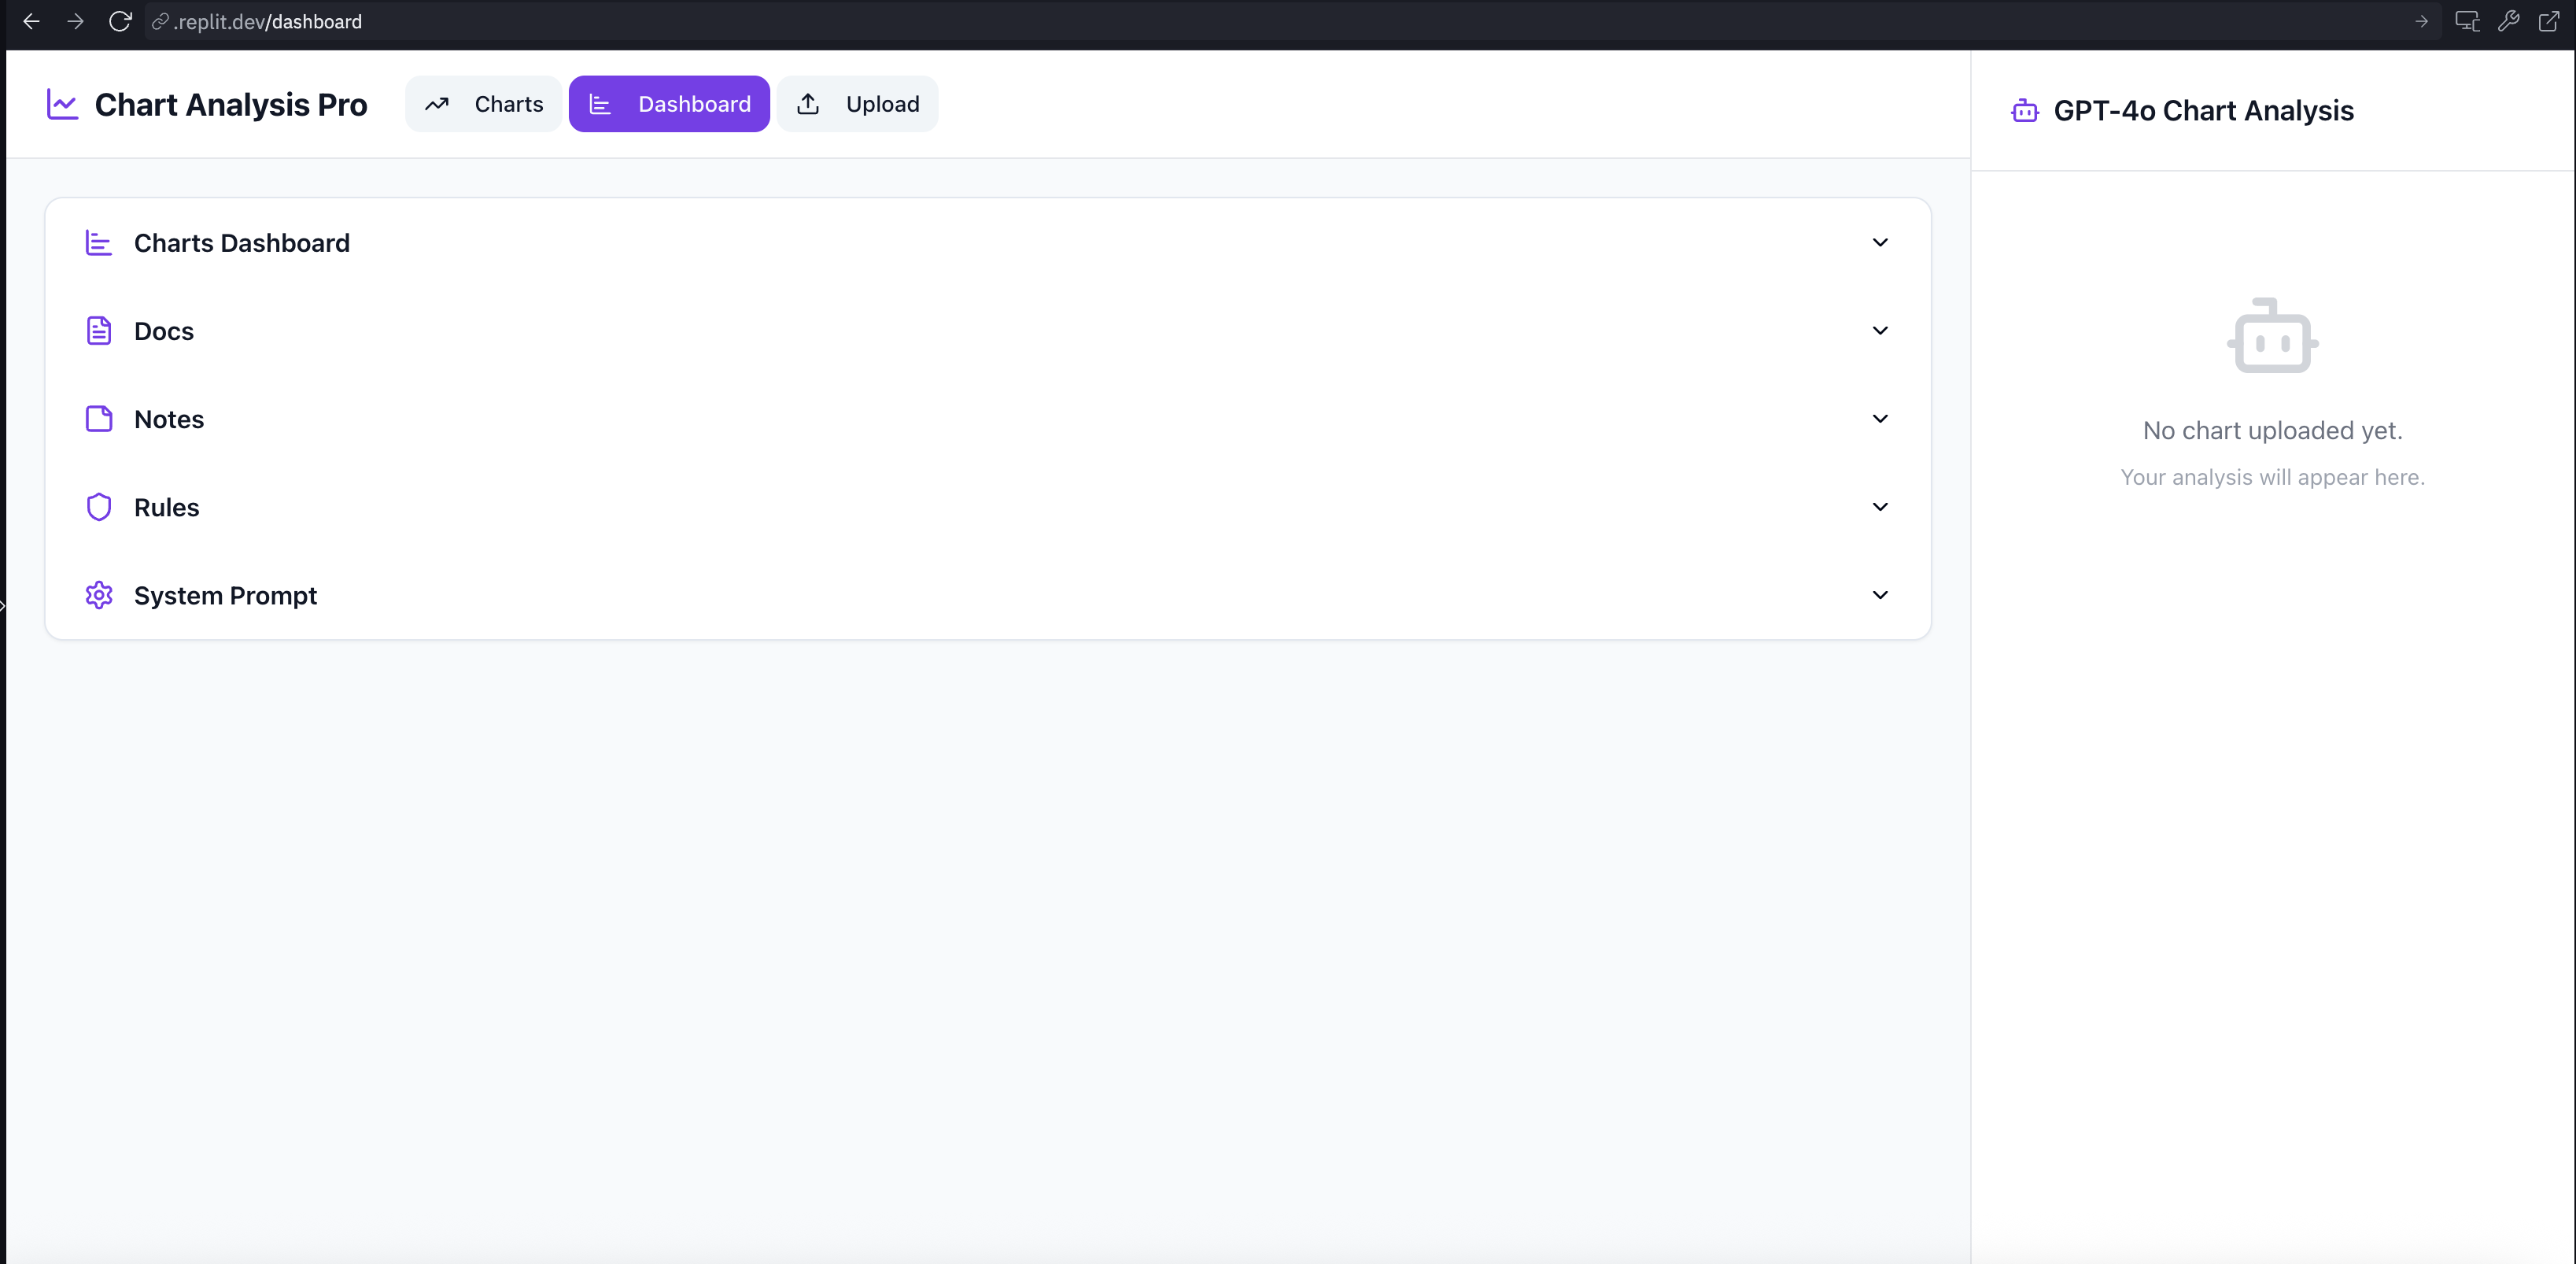 .replit.dev/dashboard
Chart Analysis Pro
Charts
Dashboard
Upload
GPT-4o Chart Analysis
Charts Dashboard
Docs
Notes
Rules
System Prompt
No chart uploaded yet.
Your analysis will appear here.